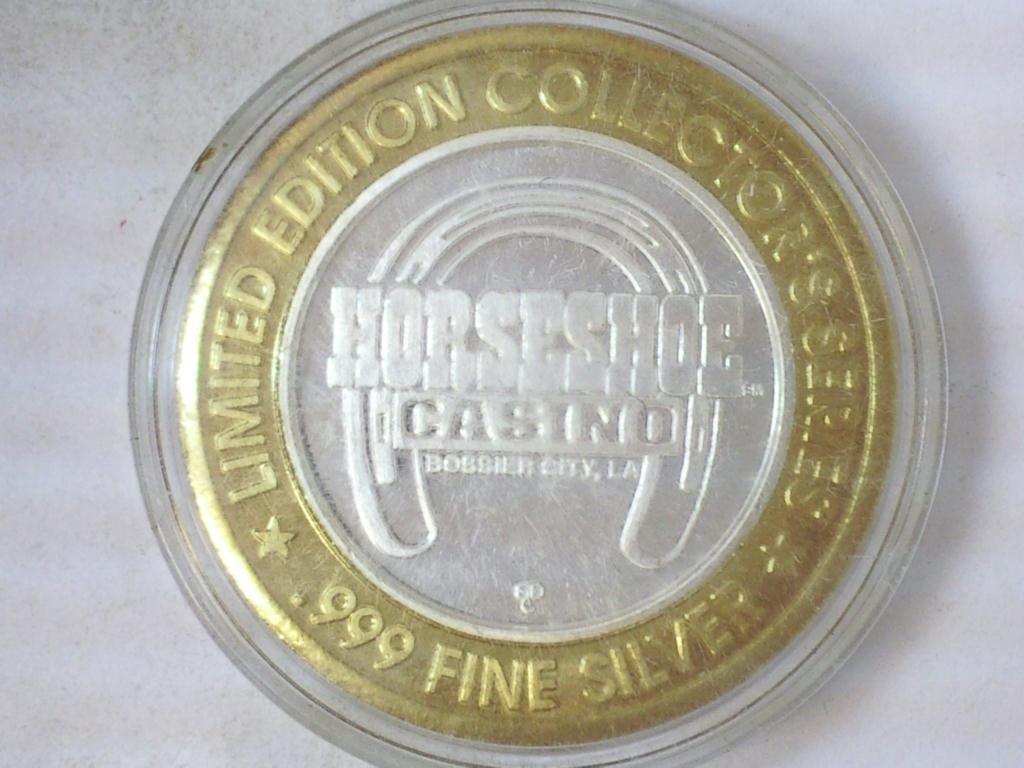 LIMITED EDITION COLLECTOR'S SERIES
HORSESHOE
CASINO
BOSSIER CITY, LA
.999 FINE SILVER